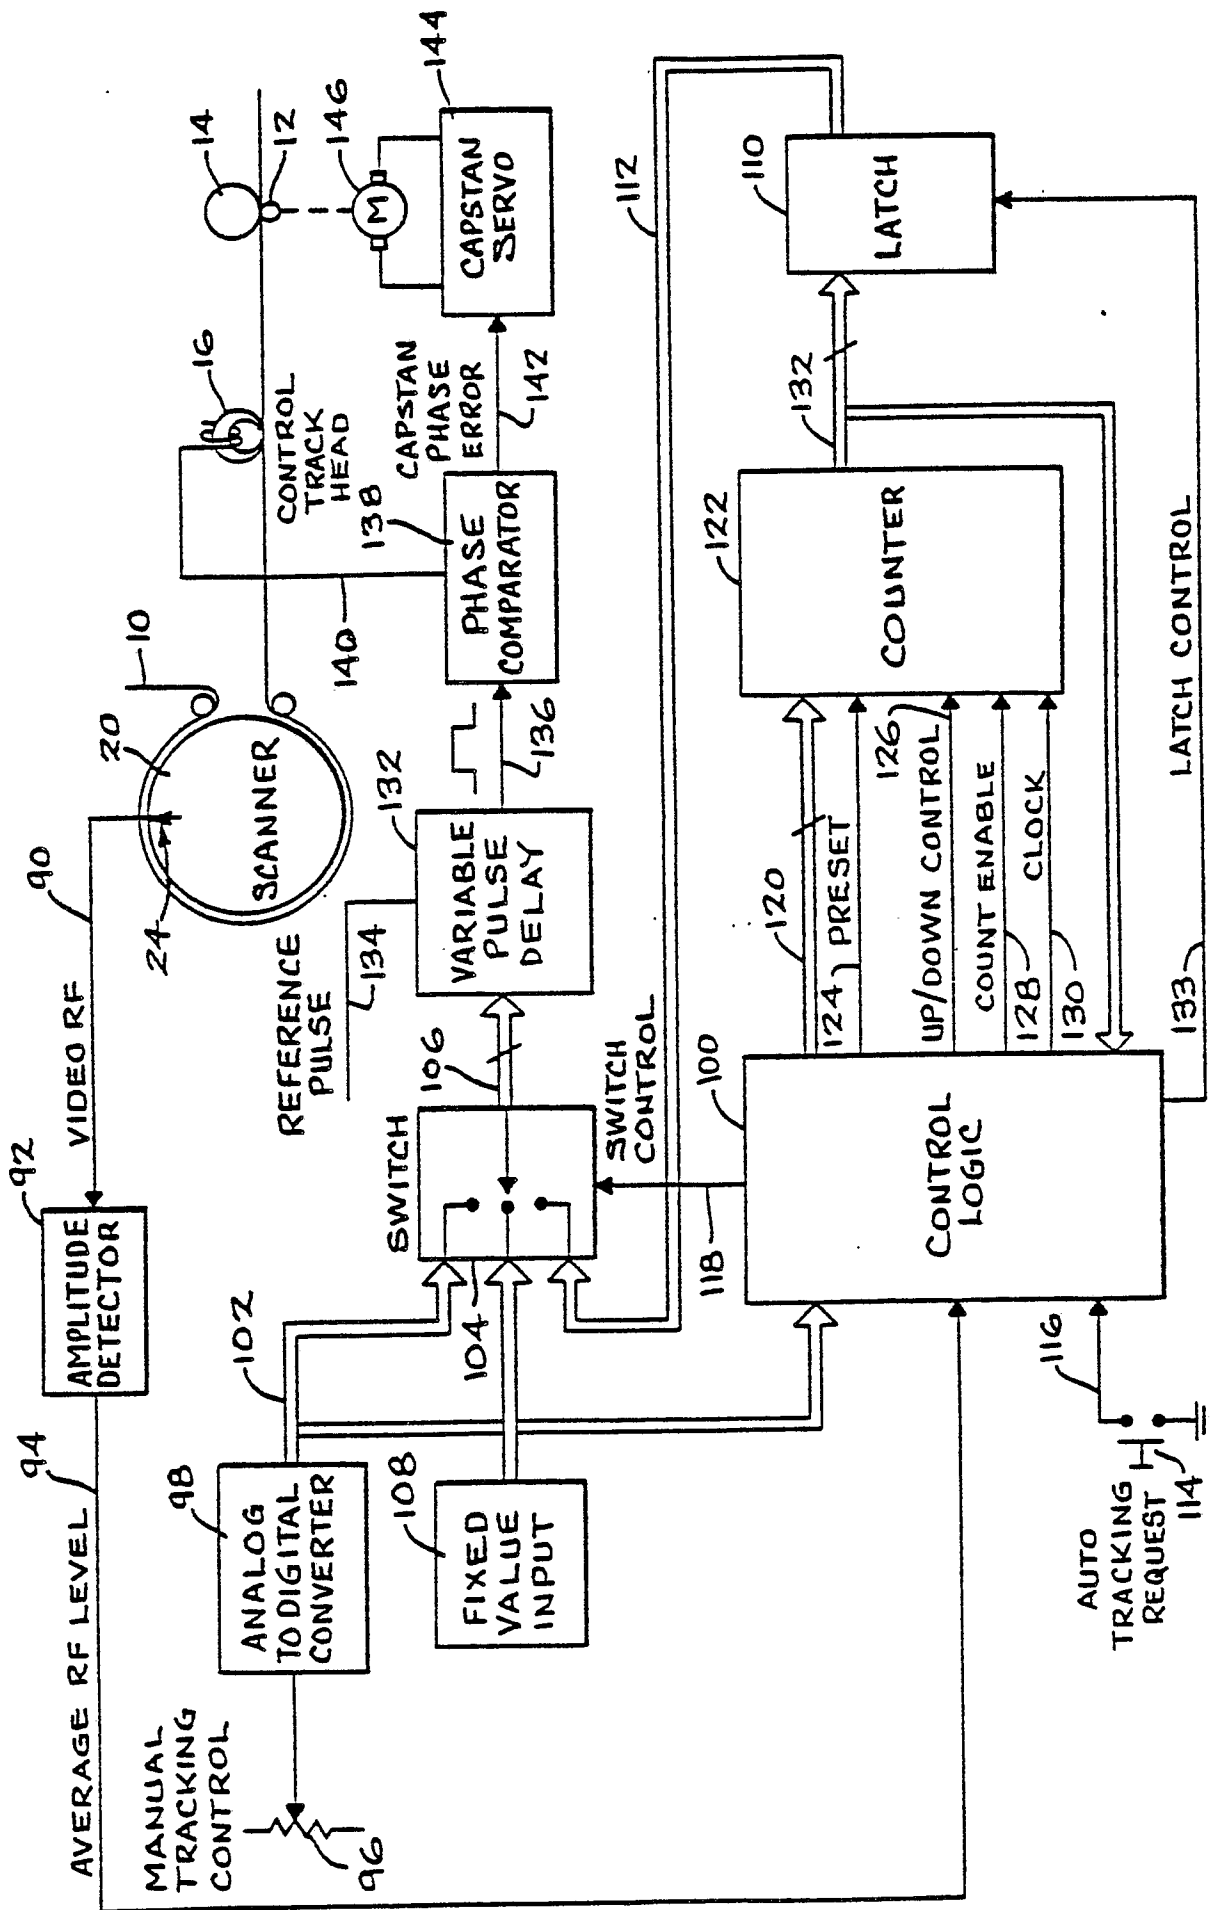 14
12
146
144
M
CAPSTAN
SERVO
16
CONTROL
TRACK
HEAD
CAPSTAN
PHASE
ERROR
142
138
PHASE
COMPARATOR
140
136
10
20
SCANNER
24
90
VIDEO RF
92
AMPLITUDE
DETECTOR
94
AVERAGE RF LEVEL
REFERENCE
PULSE
134
132
VARIABLE
PULSE
DELAY
106
SWITCH
104
SWITCH
CONTROL
118
102
98
ANALOG
TO DIGITAL
CONVERTER
108
FIXED
VALUE
INPUT
MANUAL
TRACKING
CONTROL
96
112
110
LATCH
132
122
COUNTER
120
124 PRESET
126
UP/DOWN CONTROL
COUNT ENABLE
128
CLOCK
130
100
CONTROL
LOGIC
133
LATCH CONTROL
116
AUTO
TRACKING
REQUEST
114